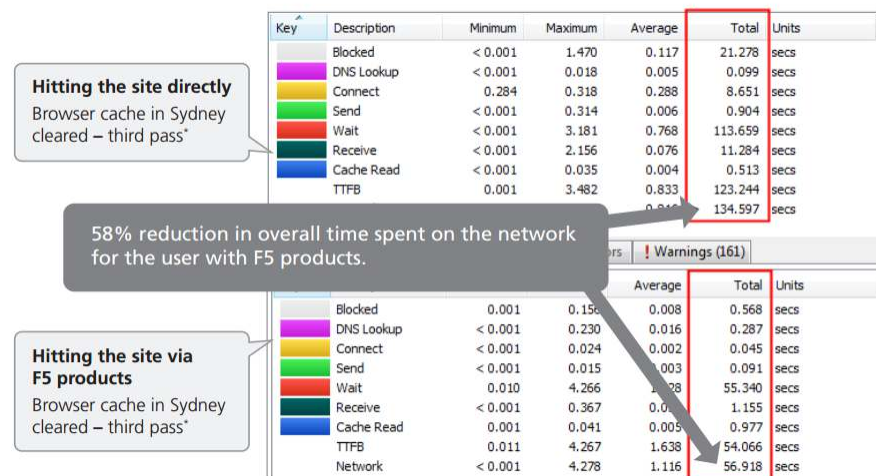 Key Description Minimum Maximum Average Total Units
Blocked < 0.001 1.470 0.117 21.278 secs
DNS Lookup < 0.001 0.018 0.005 0.099 secs
Connect 0.284 0.318 0.288 8.651 secs
Send < 0.001 0.314 0.006 0.904 secs
Wait < 0.001 3.181 0.768 113.659 secs
Receive < 0.001 2.156 0.076 11.284 secs
Cache Read < 0.001 0.035 0.004 0.513 secs
TTFB 0.001 3.482 0.833 123.244 secs
134.597 secs
Hitting the site directly
Browser cache in Sydney
cleared – third pass*
58% reduction in overall time spent on the network
for the user with F5 products.
! Warnings (161)
Average Total Units
Blocked 0.001 0.008 0.568 secs
DNS Lookup < 0.001 0.230 0.016 0.287 secs
Connect < 0.001 0.024 0.002 0.045 secs
Send < 0.001 0.015 0.091 secs
Wait 0.010 4.266 55.340 secs
Receive < 0.001 0.367 1.155 secs
Cache Read 0.001 0.041 0.005 0.977 secs
TTFB 0.011 4.267 1.638 54.066 secs
Network < 0.001 4.278 1.116 56.918 secs
Hitting the site via
F5 products
Browser cache in Sydney
cleared – third pass*